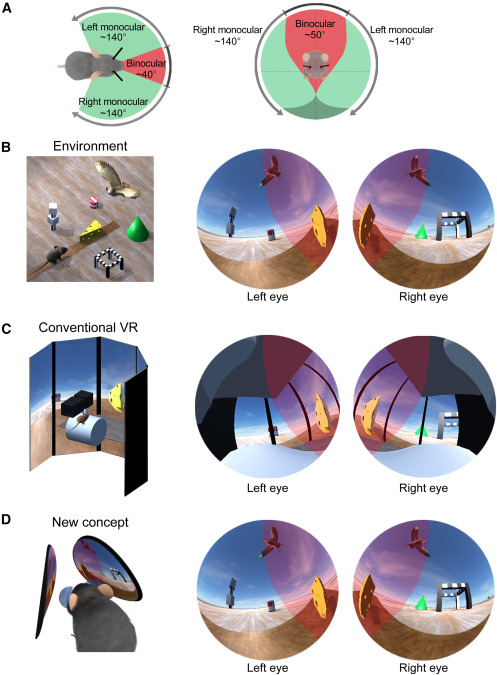 A
Left monocular
~140°
Binocular
~40°
Right monocular
~140°
Right monocular
~140°
Binocular
~50°
Left monocular
~140°
B
Environment
Left eye
Right eye
C
Conventional VR
Left eye
Right eye
D
New concept
Left eye
Right eye